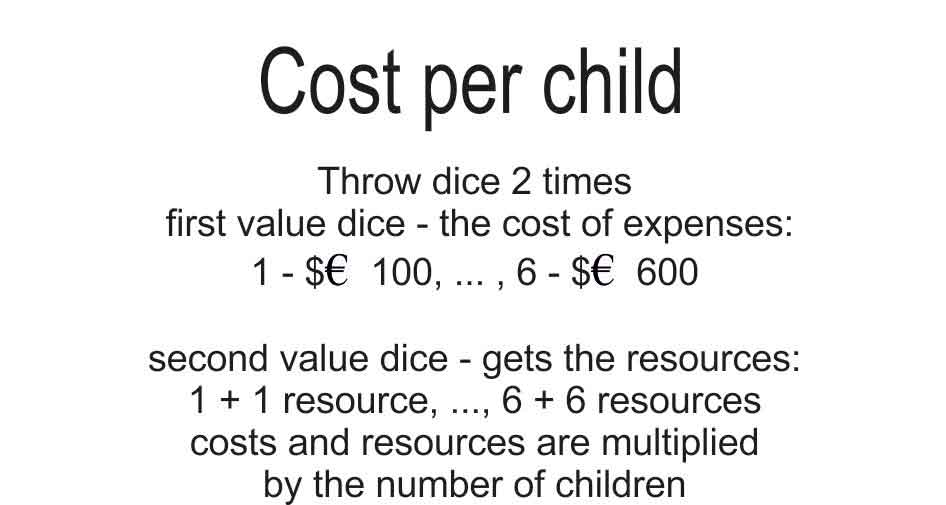 Cost per child
Throw dice 2 times
first value dice - the cost of expenses:
1 - $€ 100, ... , 6 - $€ 600
second value dice - gets the resources:
1 + 1 resource, ..., 6 + 6 resources
costs and resources are multiplied
by the number of children